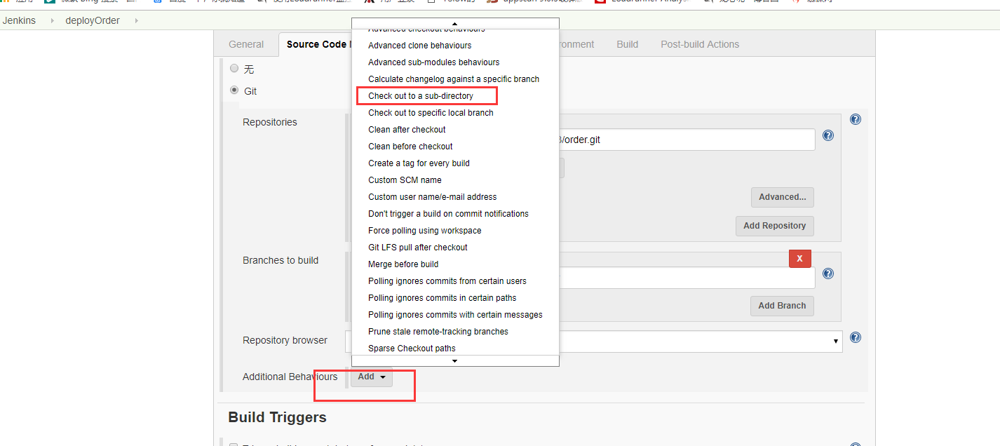 Jenkins
deployOrder
General
Source Code
ronment
Build
Post-build Actions
无
Git
Repositories
3/order.git
Advanced...
Add Repository
Branches to build
X
Add Branch
Repository browser
Additional Behaviours
Add
Advanced checkout behaviours
Advanced clone behaviours
Advanced sub-modules behaviours
Calculate changelog against a specific branch
Check out to a sub-directory
Check out to specific local branch
Clean after checkout
Clean before checkout
Create a tag for every build
Custom SCM name
Custom user name/e-mail address
Don't trigger a build on commit notifications
Force polling using workspace
Git LFS pull after checkout
Merge before build
Polling ignores commits from certain users
Polling ignores commits in certain paths
Polling ignores commits with certain messages
Prune stale remote-tracking branches
Sparse Checkout paths
Build Triggers